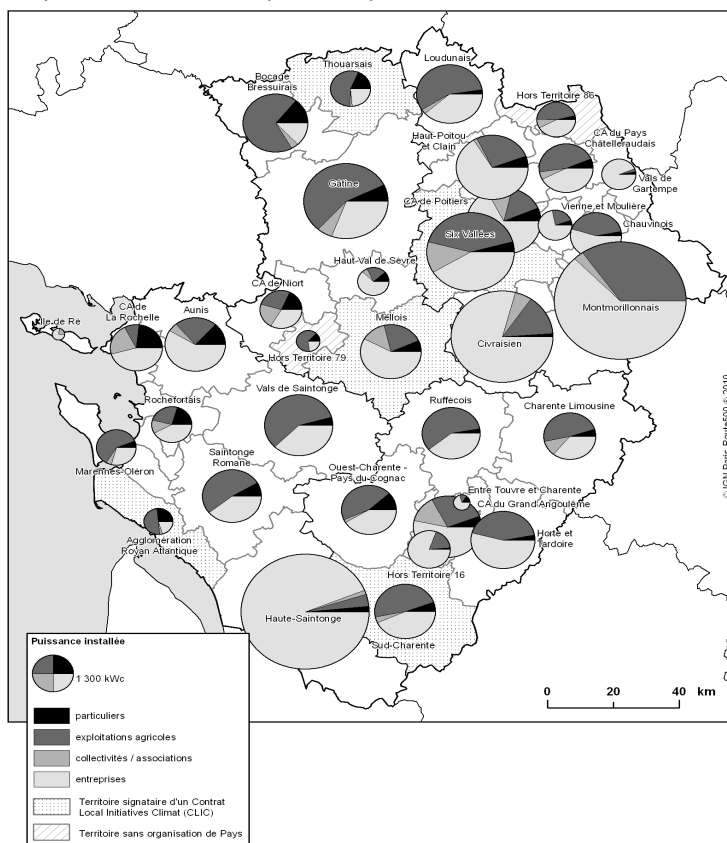 Thouarsais
Loudunais
Bocage
Bressuirais
Hors Territoire 86
Haut-Poitou
et Clain
CA du Pays
Châtelleraudais
Vals de
Gartempe
Gâtine
CA de Poitiers
Vienne et Moulière
Chauvinois
Six Vallées
Haut-Val de Sèvre
Montmorillonnais
CA de Niort
CA de
La Rochelle
Aunis
Ile de Ré
Mellois
Civraisien
Hors Territoire 79
Vals de Saintonge
Ruffécois
Charente Limousine
Rochefortais
Marennes-Oléron
Saintonge
Romane
Ouest-Charente -
Pays du Cognac
Entre Touvre et Charente
CA du Grand Angoulême
Horte et
Tardoire
Agglomération
Royan Atlantique
Hors Territoire 16
Haute-Saintonge
Sud-Charente
© IGN Paris Route500 © 2010
Puissance installée
1 300 kWc
particuliers
exploitations agricoles
collectivités / associations
entreprises
Territoire signataire d'un Contrat
Local Initiatives Climat (CLIC)
Territoire sans organisation de Pays
0 20 40 km